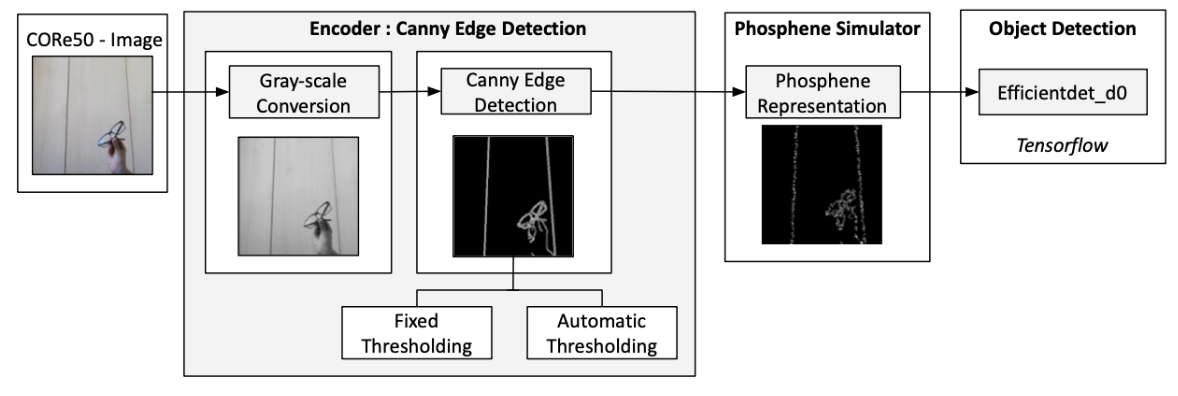 CORe50 - Image
Encoder : Canny Edge Detection
Gray-scale
Conversion
Canny Edge
Detection
Fixed
Thresholding
Automatic
Thresholding
Phosphene Simulator
Phosphene
Representation
Object Detection
Efficientdet_d0
Tensorflow